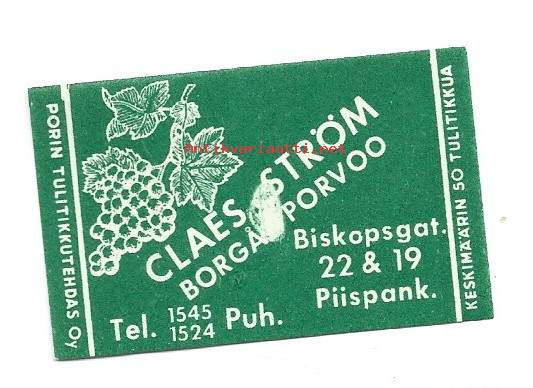 PORIN TULITIKKUTEHDAS OY
CLAES STRÖM
BORGÅ PORVOO
Biskopsgat.
22 & 19
Piispank.
Tel. 1545 Puh.
1524
KESKIMÄÄRIN 50 TULITIKKUA
Antikvariaatti.net